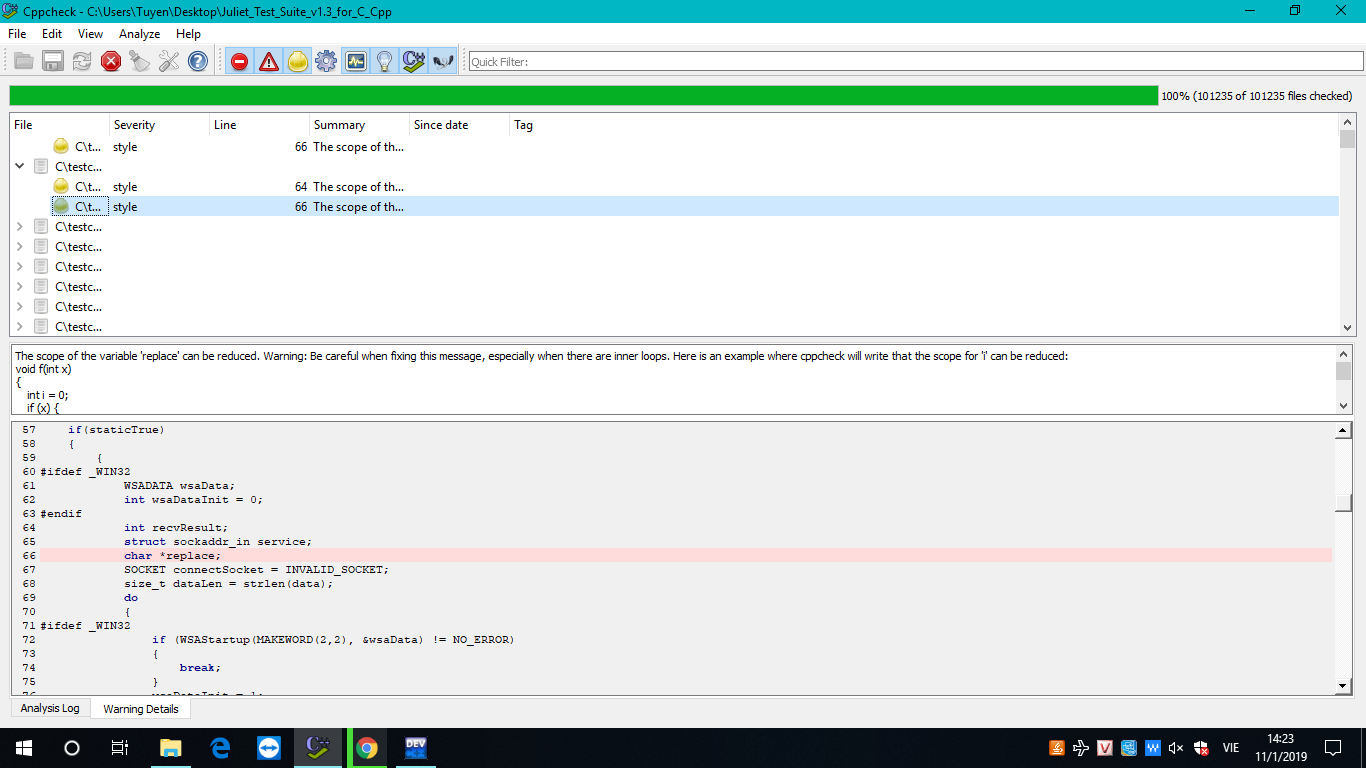 Cppcheck - C:\Users\Tuyen\Desktop\Juliet_Test_Suite_v1.3_for_C_Cpp
File Edit View Analyze Help
Quick Filter:
100% (101235 of 101235 files checked)
File Severity Line Summary Since date Tag
C\t... style 66 The scope of th...
C\testc...
C\t... style 64 The scope of th...
C\t... style 66 The scope of th...
C\testc...
C\testc...
C\testc...
C\testc...
C\testc...
C\testc...
The scope of the variable 'replace' can be reduced. Warning: Be careful when fixing this message, especially when there are inner loops. Here is an example where cppcheck will write that the scope for 'i' can be reduced:
void f(int x)
{
int i = 0;
if (x) {
57 if(staticTrue)
58 {
59 {
60 #ifdef _WIN32
61 WSADATA wsaData;
62 int wsaDataInit = 0;
63 #endif
64 int recvResult;
65 struct sockaddr_in service;
66 char *replace;
67 SOCKET connectSocket = INVALID_SOCKET;
68 size_t dataLen = strlen(data);
69 do
70 {
71 #ifdef _WIN32
72 if (WSAStartup(MAKEWORD(2,2), &wsaData) != NO_ERROR)
73 {
74 break;
75 }
76 wsaDataInit = 1;
Analysis Log Warning Details
DEV
VIE
14:23
11/1/2019